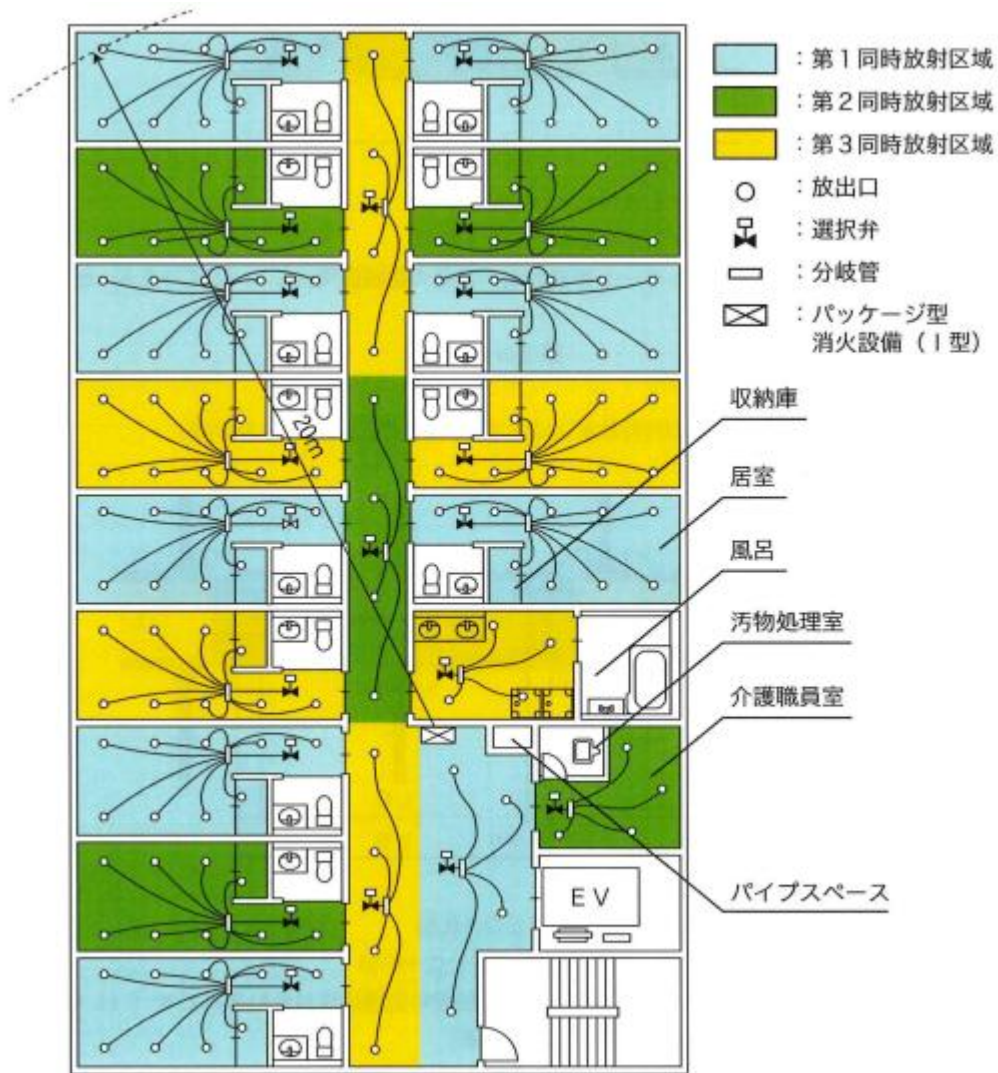 ：第１同時放射区域
：第２同時放射区域
：第３同時放射区域
：放出口
：選択弁
：分岐管
：パッケージ型
消火設備（Ｉ型）
収納庫
居室
20m
風呂
汚物処理室
介護職員室
パイプスペース
ＥＶ